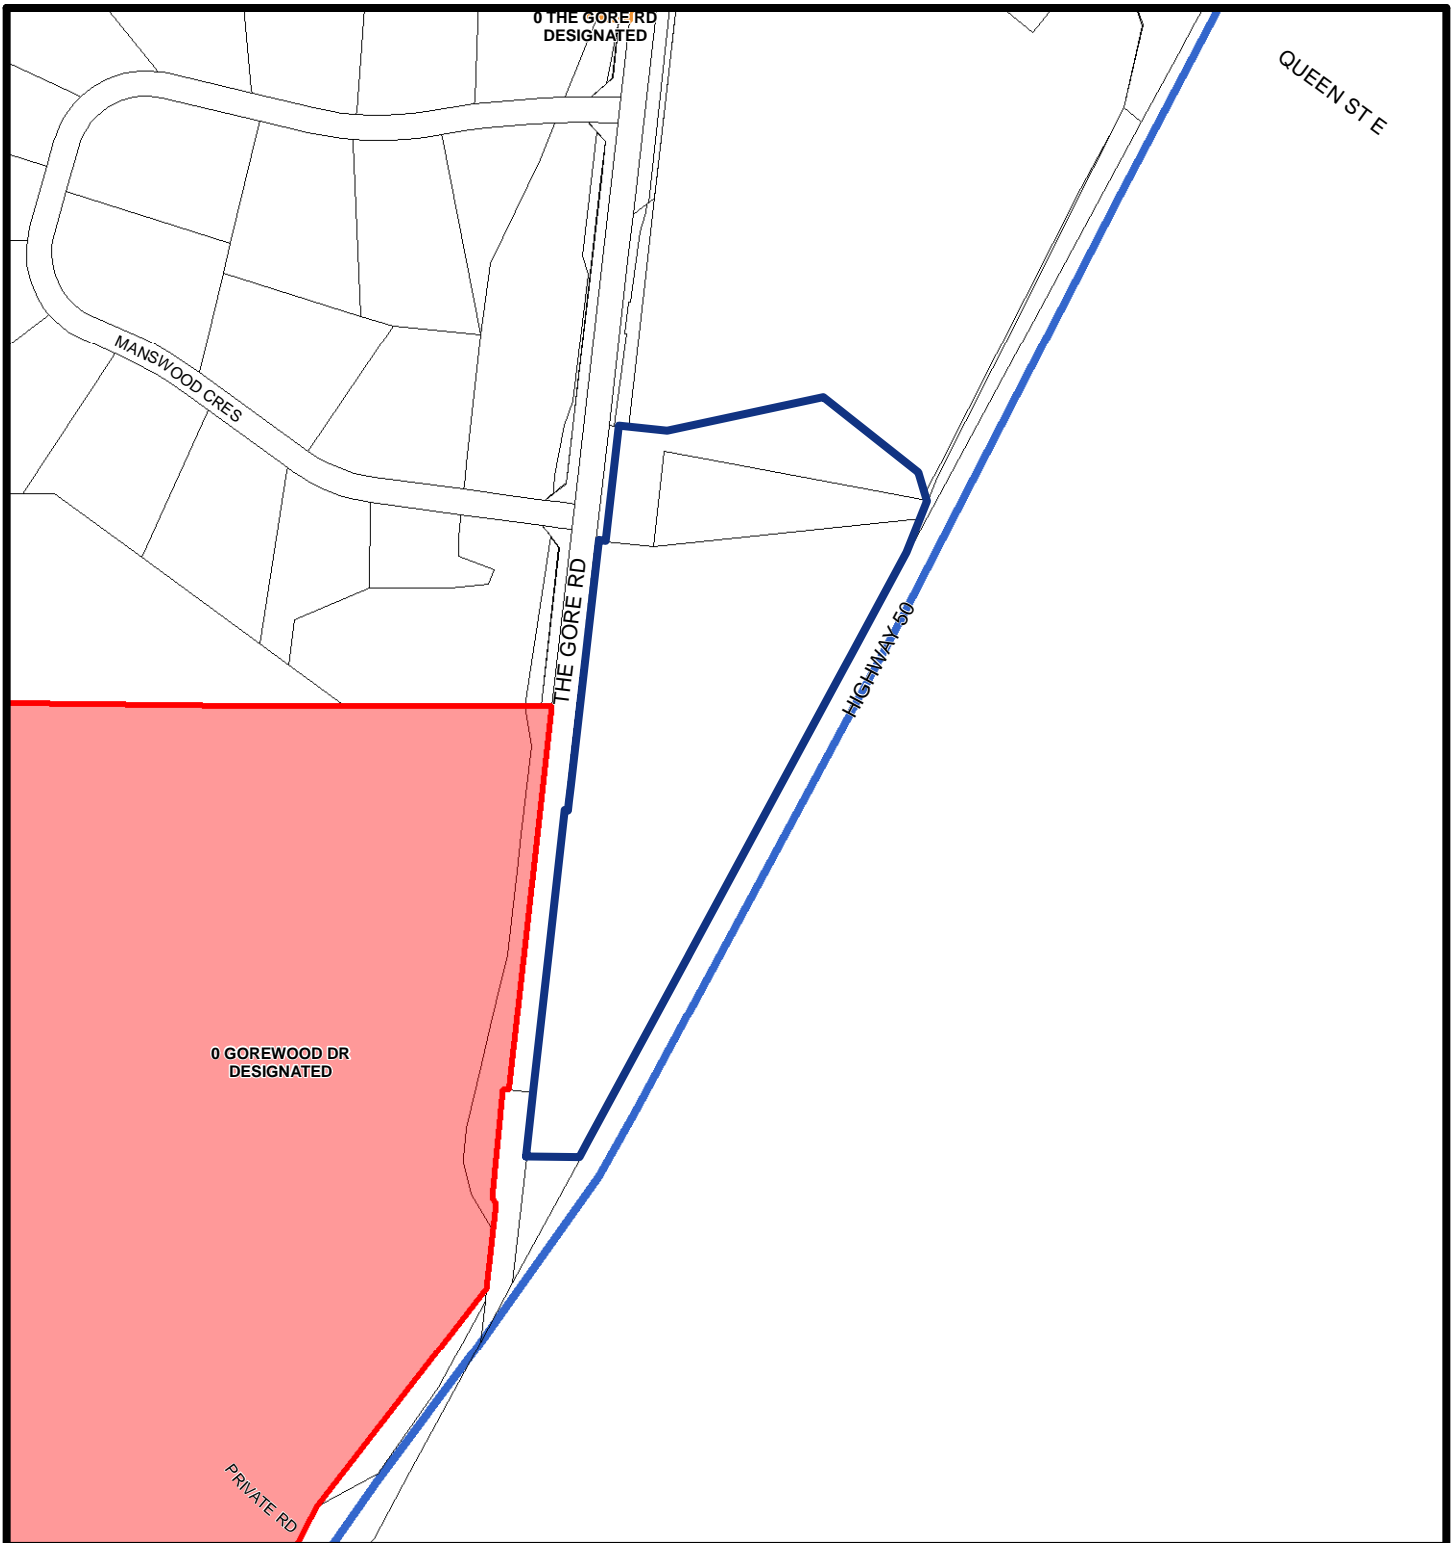 0 THE GORE RD
DESIGNATED
QUEEN ST E
MANSWOOD CRES
THE GORE RD
HIGHWAY 50
0 GOREWOOD DR
DESIGNATED
PRIVATE RD